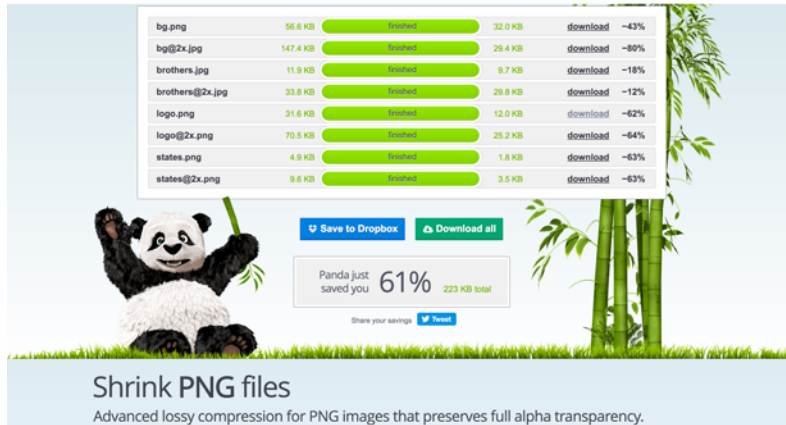 bg.png 56.6 KB finished 32.0 KB download −43%
bg@2x.jpg 147.4 KB finished 29.4 KB download −80%
brothers.jpg 11.9 KB finished 9.7 KB download −18%
brothers@2x.jpg 33.8 KB finished 29.8 KB download −12%
logo.png 31.6 KB finished 12.0 KB download −62%
logo@2x.png 70.5 KB finished 25.2 KB download −64%
states.png 4.9 KB finished 1.8 KB download −63%
states@2x.png 9.6 KB finished 3.5 KB download −63%
Save to Dropbox Download all
Panda just
saved you 61% 223 KB total
Share your savings Tweet
Shrink PNG files
Advanced lossy compression for PNG images that preserves full alpha transparency.